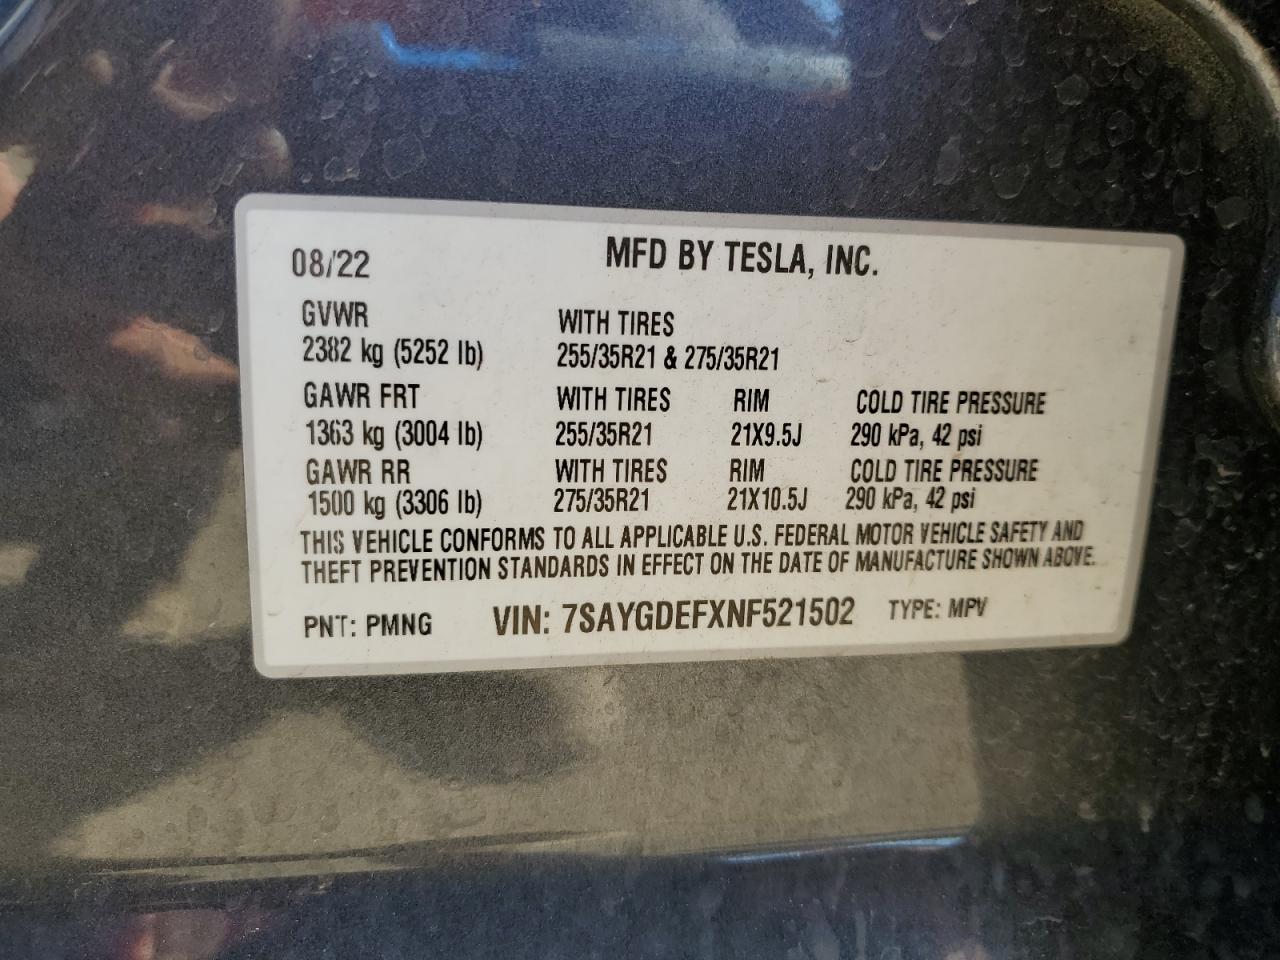 08/22 MFD BY TESLA, INC.
GVWR WITH TIRES
2382 kg (5252 lb) 255/35R21 & 275/35R21
GAWR FRT WITH TIRES RIM COLD TIRE PRESSURE
1363 kg (3004 lb) 255/35R21 21X9.5J 290 kPa, 42 psi
GAWR RR WITH TIRES RIM COLD TIRE PRESSURE
1500 kg (3306 lb) 275/35R21 21X10.5J 290 kPa, 42 psi
THIS VEHICLE CONFORMS TO ALL APPLICABLE U.S. FEDERAL MOTOR VEHICLE SAFETY AND
THEFT PREVENTION STANDARDS IN EFFECT ON THE DATE OF MANUFACTURE SHOWN ABOVE.
PNT: PMNG VIN: 7SAYGDEFXNF521502 TYPE: MPV